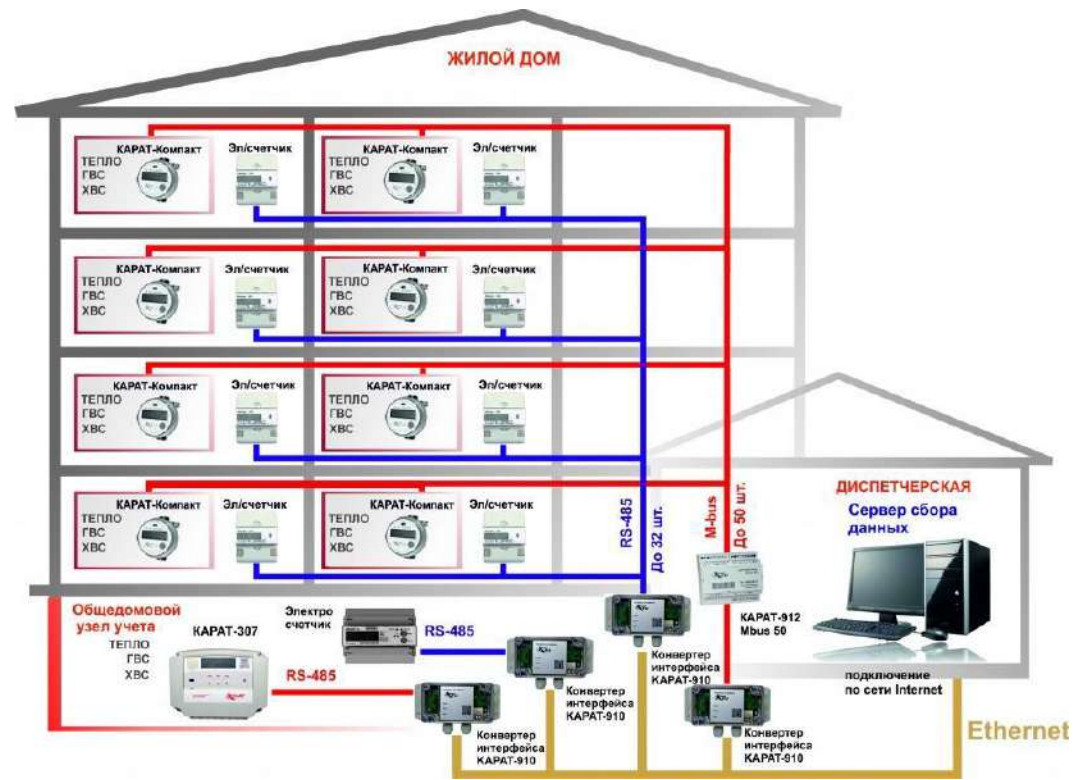 ЖИЛОЙ ДОМ
КАРАТ-Компакт
ТЕПЛО
ГВС
ХВС
Эл/счетчик
КАРАТ-Компакт
ТЕПЛО
ГВС
ХВС
Эл/счетчик
КАРАТ-Компакт
ТЕПЛО
ГВС
ХВС
Эл/счетчик
КАРАТ-Компакт
ТЕПЛО
ГВС
ХВС
Эл/счетчик
КАРАТ-Компакт
ТЕПЛО
ГВС
ХВС
Эл/счетчик
КАРАТ-Компакт
ТЕПЛО
ГВС
ХВС
Эл/счетчик
КАРАТ-Компакт
ТЕПЛО
ГВС
ХВС
Эл/счетчик
КАРАТ-Компакт
ТЕПЛО
ГВС
ХВС
Эл/счетчик
RS-485
До 32 шт.
M-bus
До 50 шт.
ДИСПЕТЧЕРСКАЯ
Сервер сбора
данных
КАРАТ-912
Mbus 50
Общедомовой
узел учета
ТЕПЛО
ГВС
ХВС
КАРАТ-307
Электро
счетчик
RS-485
RS-485
Конвертер
интерфейса
КАРАТ-910
Конвертер
интерфейса
КАРАТ-910
Конвертер
интерфейса
КАРАТ-910
Конвертер
интерфейса
КАРАТ-910
подключение
по сети Internet
Ethernet